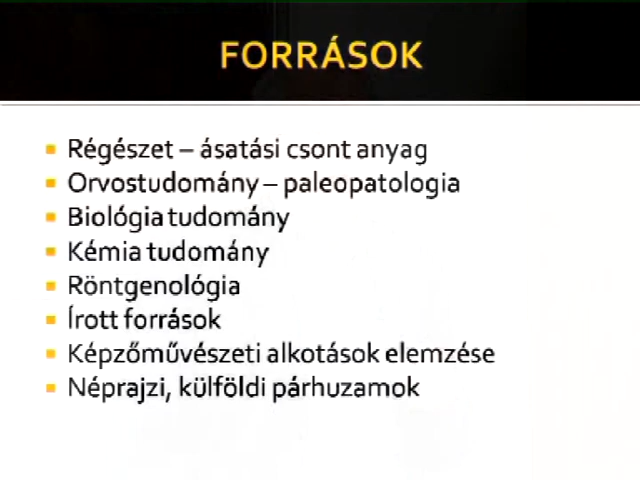 FORRÁSOK
Régészet – ásatási csont anyag
Orvostudomány – paleopatologia
Biológia tudomány
Kémia tudomány
Röntgenológia
Írott források
Képzőművészeti alkotások elemzése
Néprajzi, külföldi párhuzamok